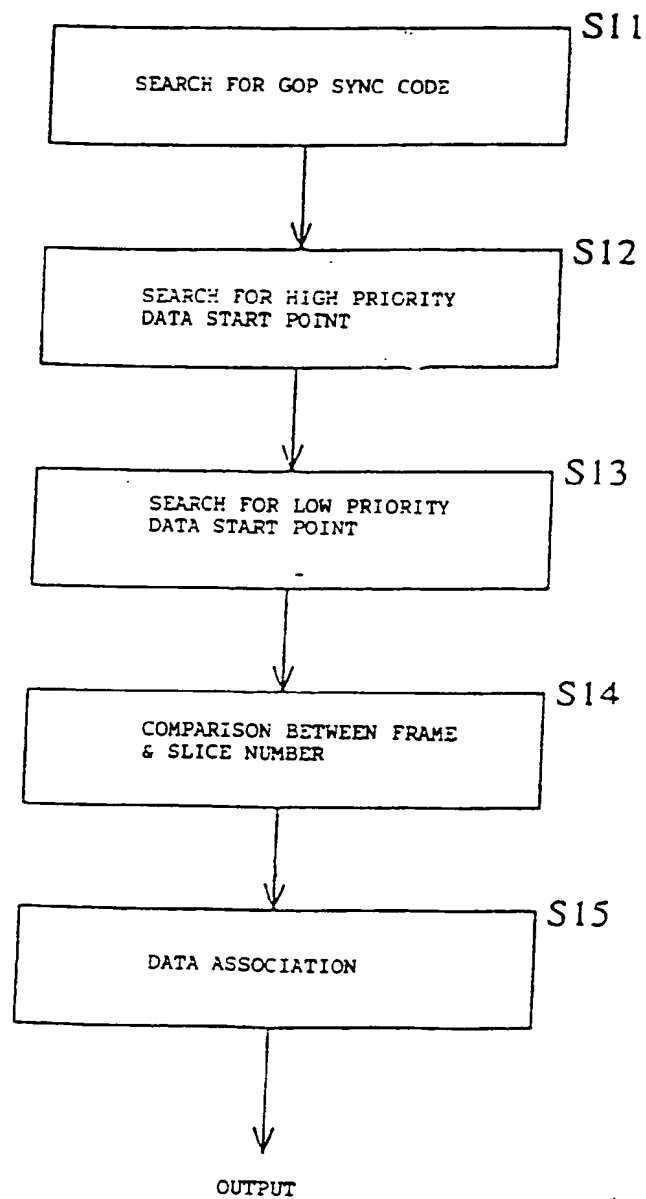 S11
SEARCH FOR GOP SYNC CODE
S12
SEARCH FOR HIGH PRIORITY
DATA START POINT
S13
SEARCH FOR LOW PRIORITY
DATA START POINT
S14
COMPARISON BETWEEN FRAME
& SLICE NUMBER
S15
DATA ASSOCIATION
OUTPUT